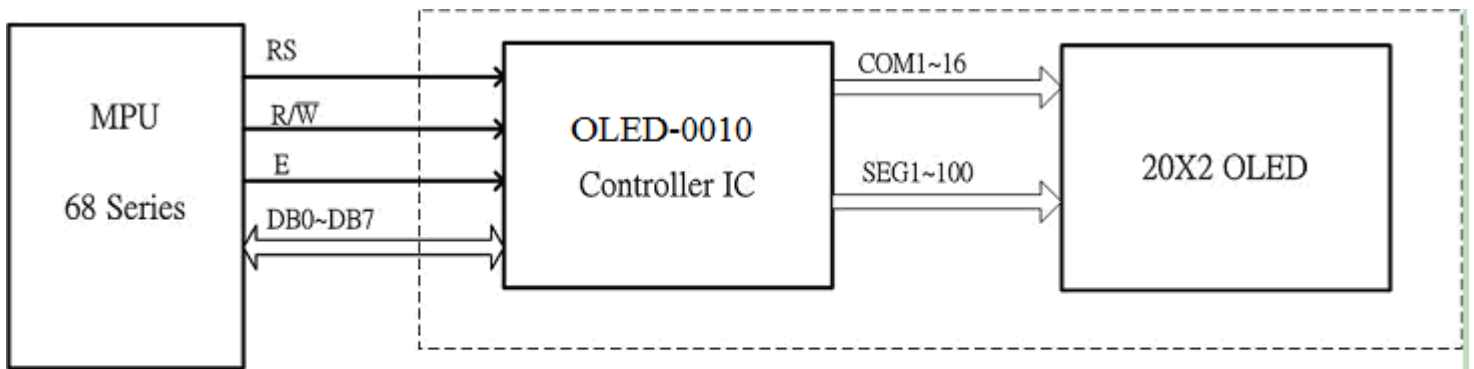 MPU
68 Series
RS
R/W̅
E
DB0~DB7
OLED-0010
Controller IC
COM1~16
SEG1~100
20X2 OLED